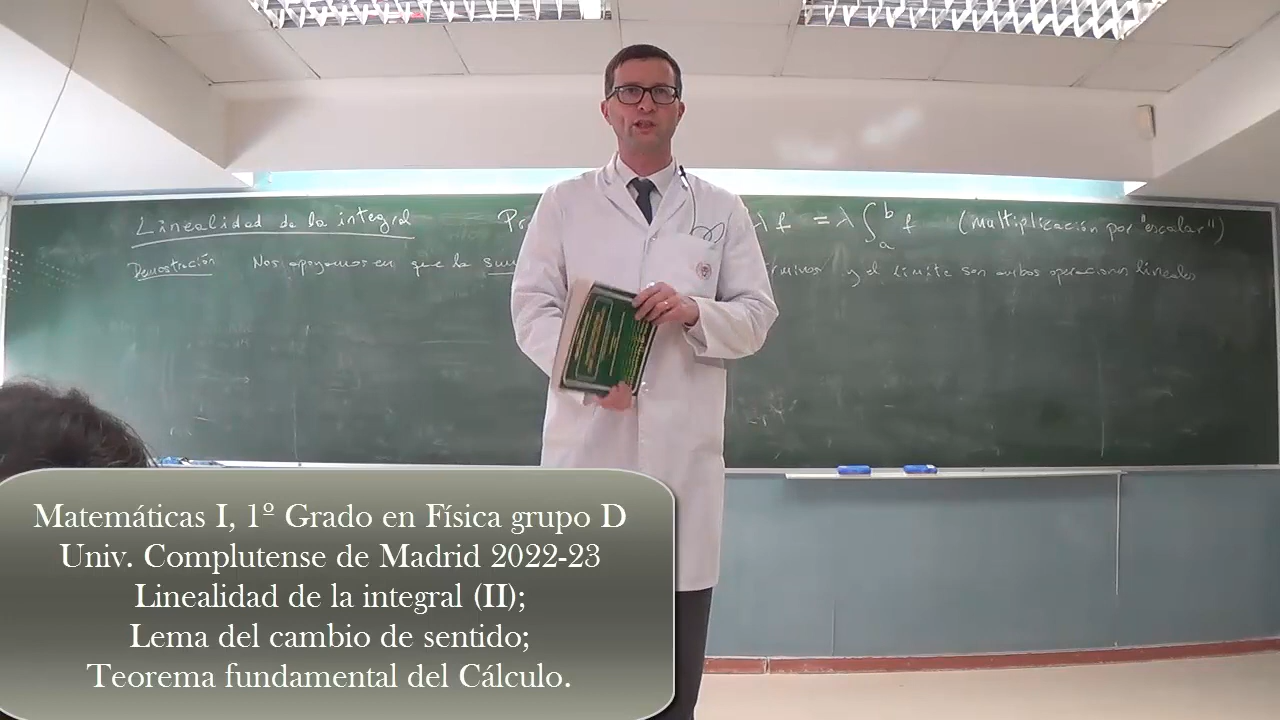 Linealidad de la integral λf = λ∫_a^b f (multiplicación por "escalar")
Demostración Nos apoyamos en que la y el límite son ambos operaciones lineales
Matemáticas I, 1º Grado en Física grupo D
Univ. Complutense de Madrid 2022-23
Linealidad de la integral (II);
Lema del cambio de sentido;
Teorema fundamental del Cálculo.